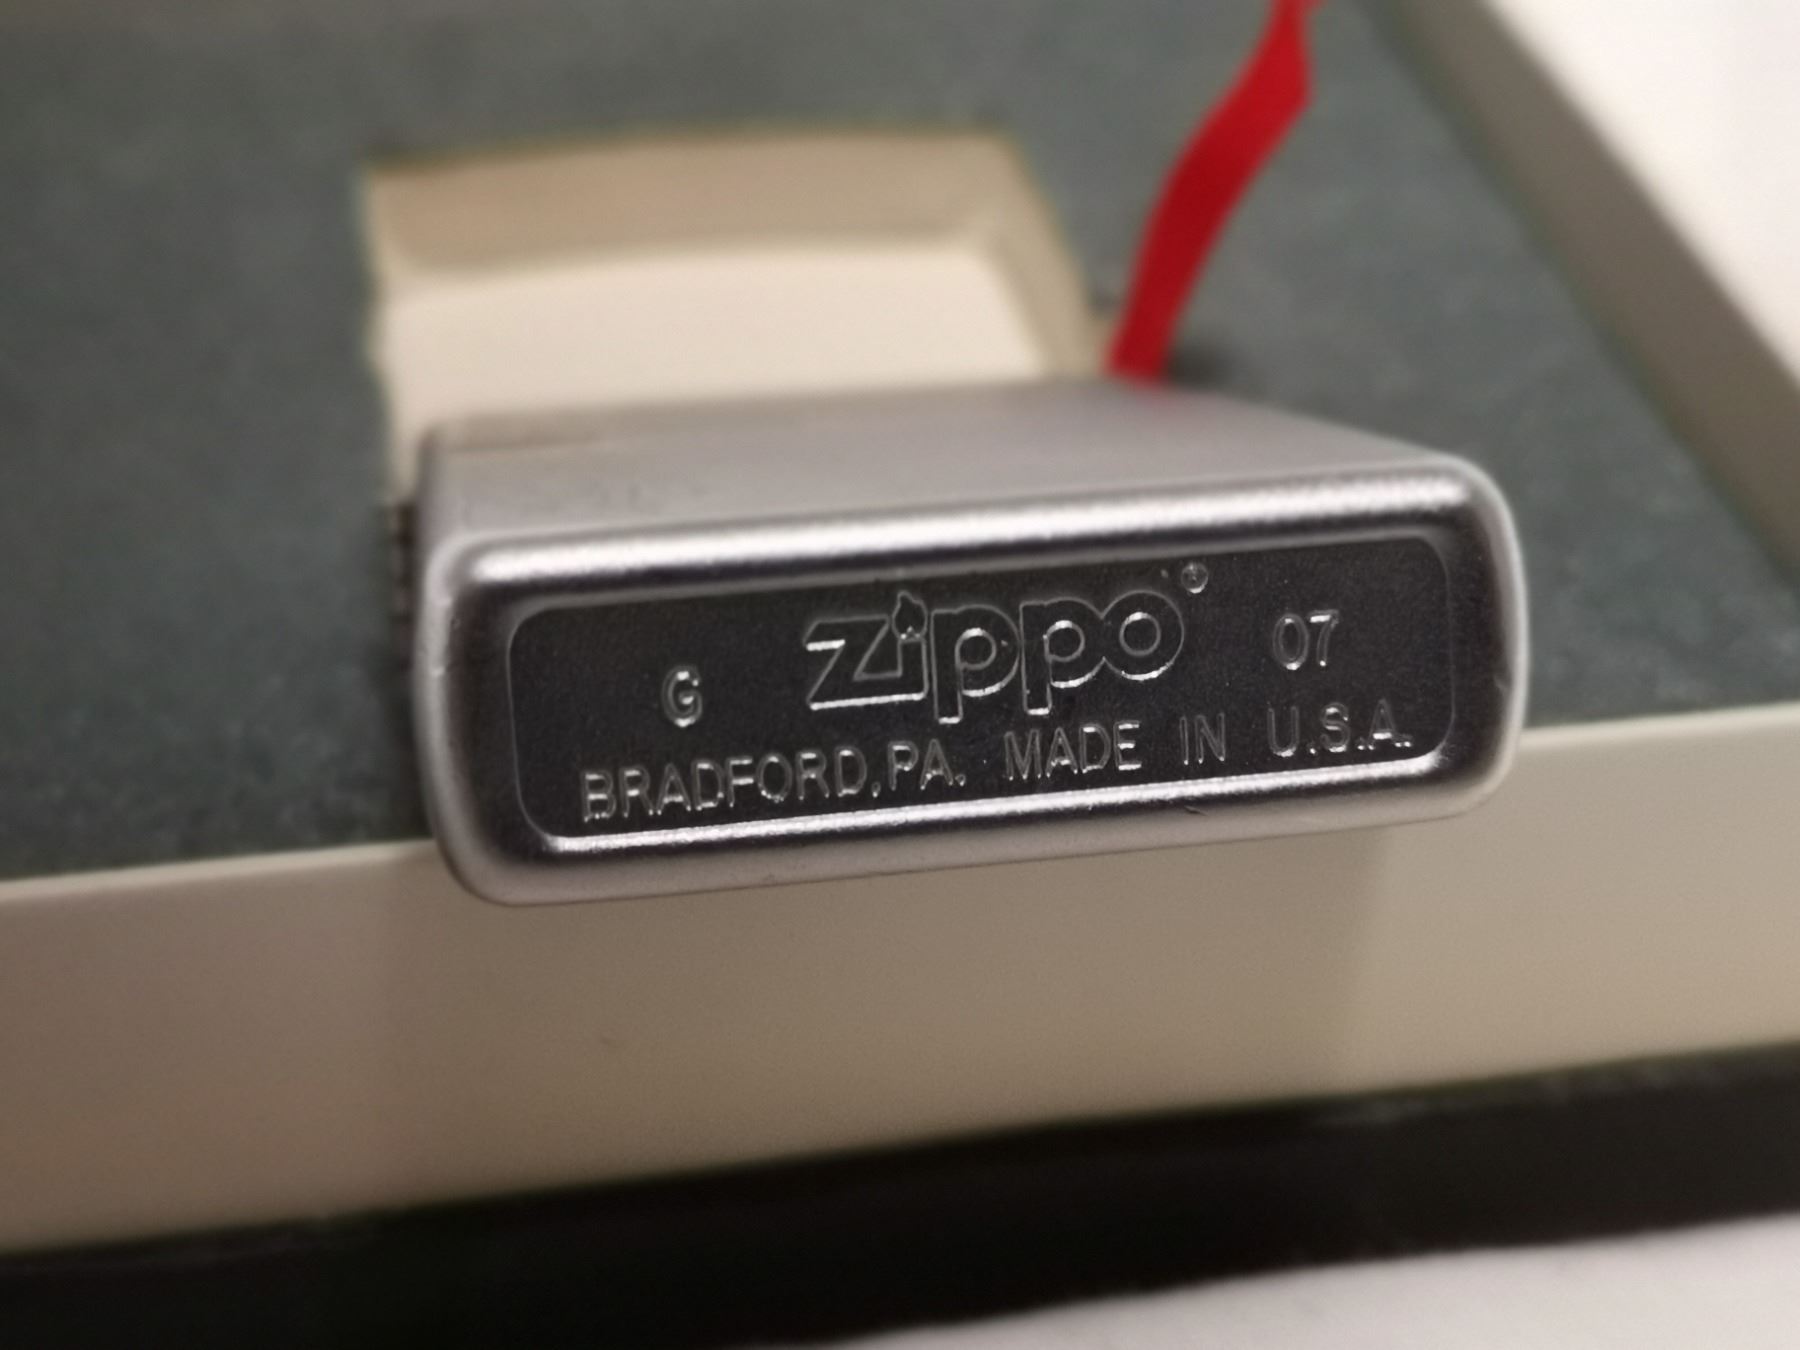 G zippo® 07
BRADFORD, PA. MADE IN U.S.A.